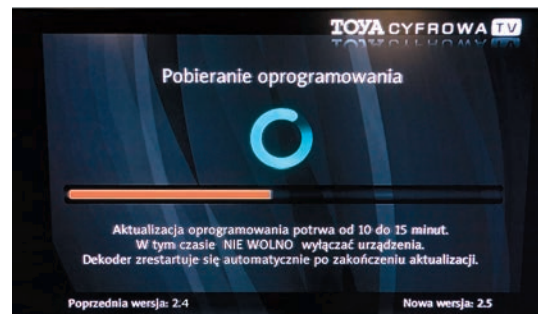 TOYA CYFROWA TV
Pobieranie oprogramowania
Aktualizacja oprogramowania potrwa od 10 do 15 minut.
W tym czasie NIE WOLNO wyłączać urządzenia.
Dekoder zrestartuje się automatycznie po zakończeniu aktualizacji.
Poprzednia wersja: 2.4
Nowa wersja: 2.5